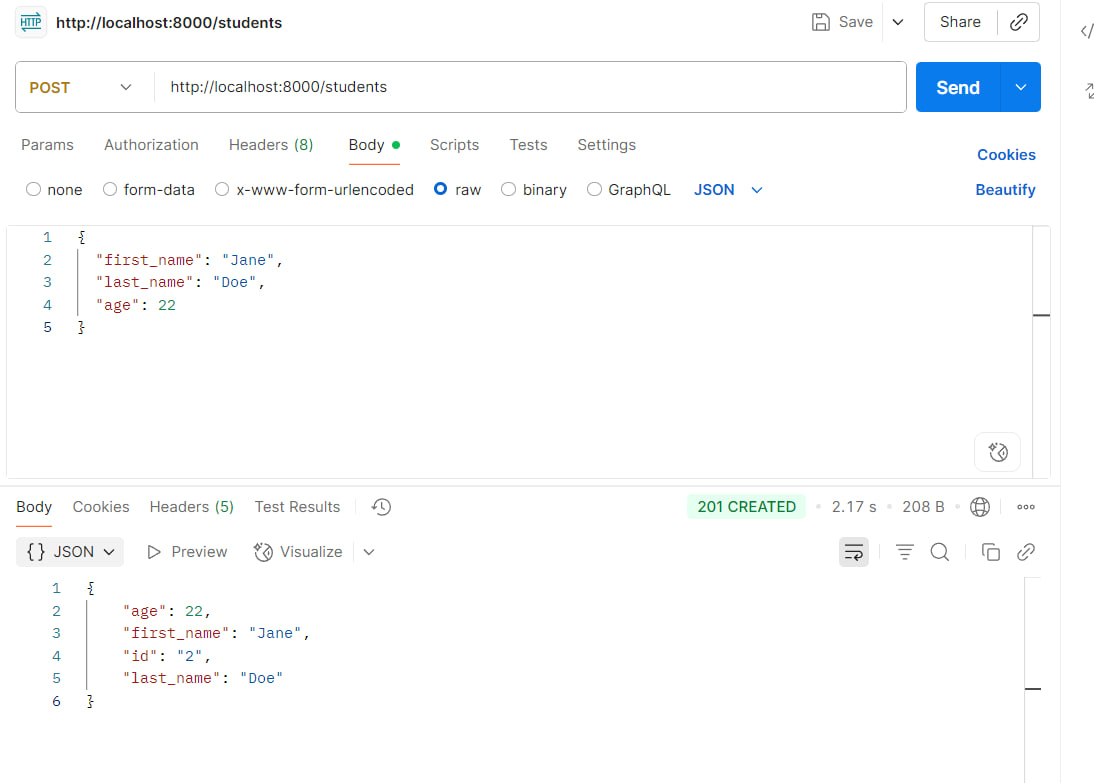 HTTP http://localhost:8000/students Save Share
POST http://localhost:8000/students Send
Params Authorization Headers (8) Body Scripts Tests Settings Cookies
none form-data x-www-form-urlencoded raw binary GraphQL JSON Beautify
1 {
2 "first_name": "Jane",
3 "last_name": "Doe",
4 "age": 22
5 }
Body Cookies Headers (5) Test Results 201 CREATED • 2.17 s • 208 B •
{} JSON Preview Visualize
1 {
2 "age": 22,
3 "first_name": "Jane",
4 "id": "2",
5 "last_name": "Doe"
6 }